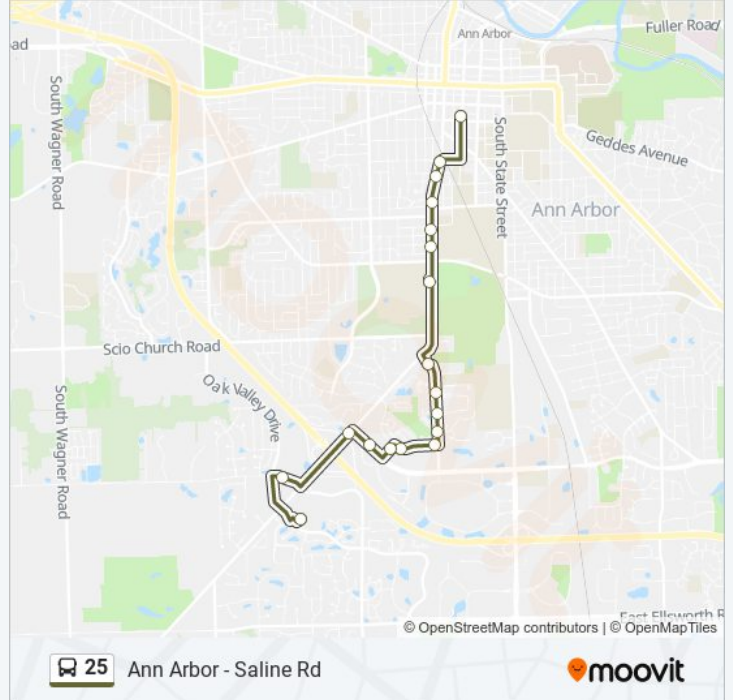 Ann Arbor
Fuller Road
ad
South Wagner Road
South State Street
Geddes Avenue
Ann Arbor
Scio Church Road
Oak Valley Drive
South Wagner Road
East Ellsworth R
© OpenStreetMap contributors | © OpenMapTiles
25 Ann Arbor - Saline Rd
moovit